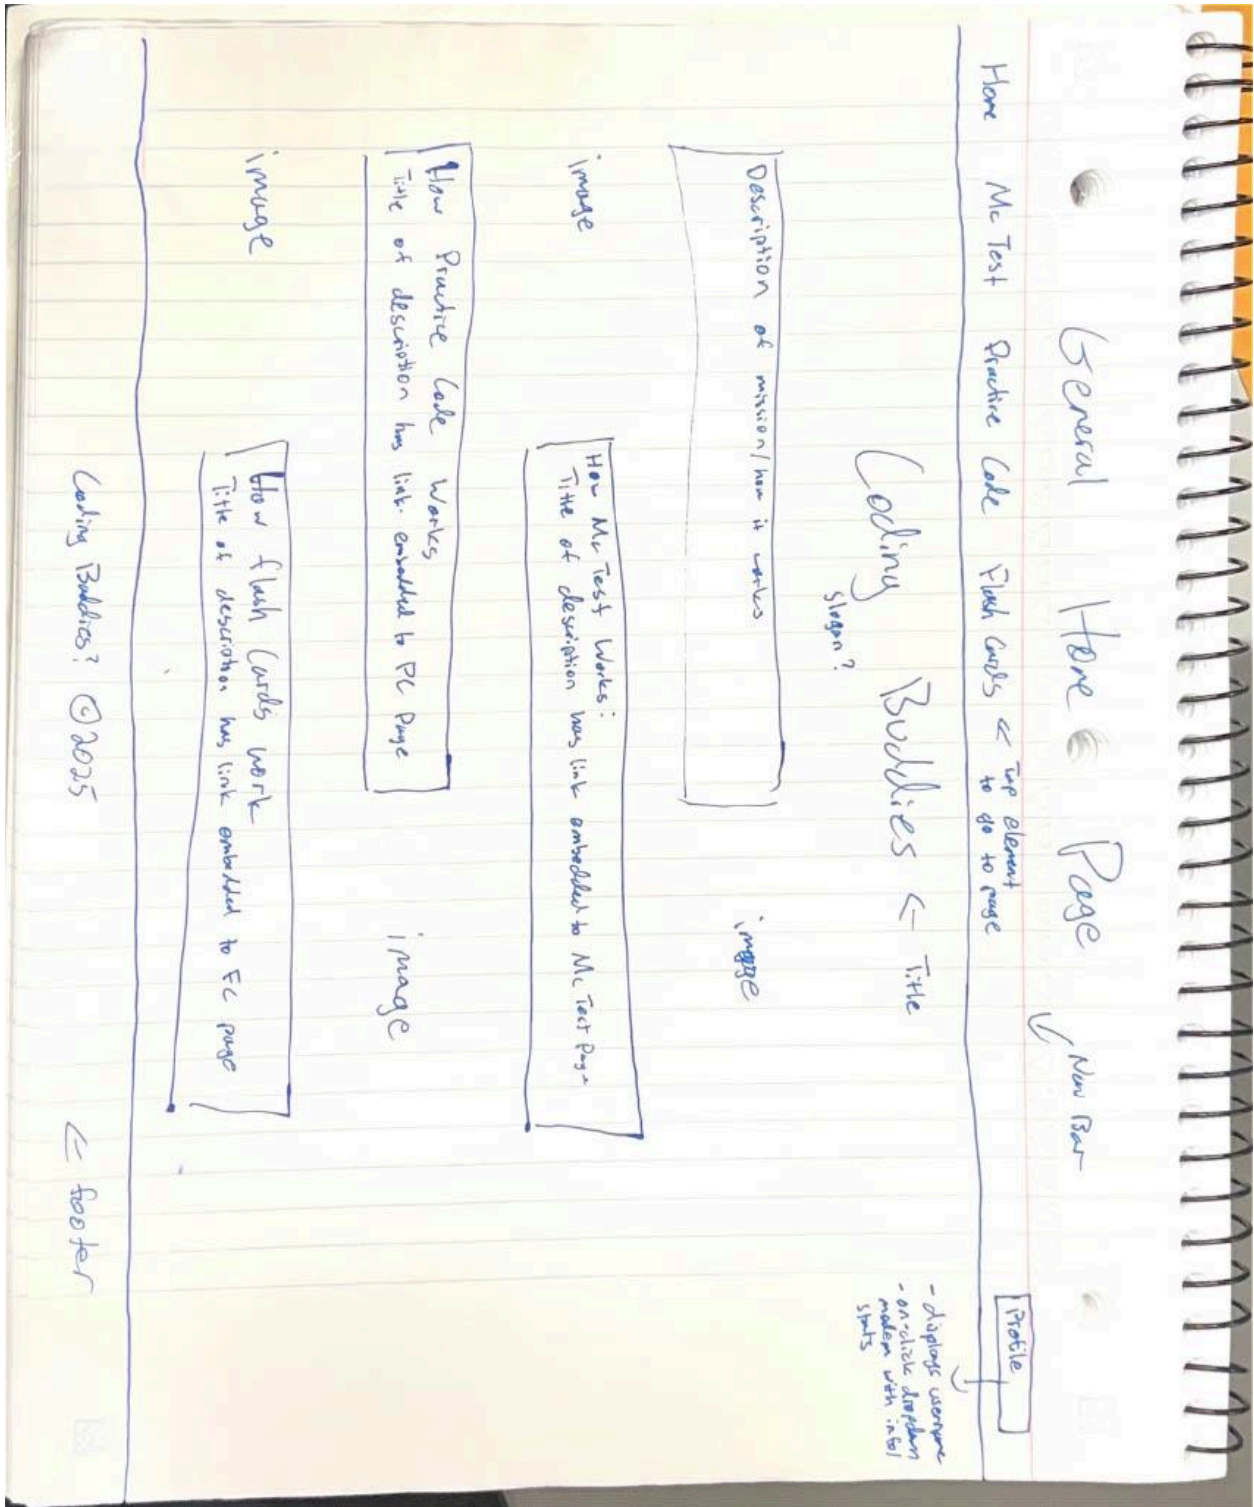 General Home Page
Nav Bar
Home Mc Test Practice Code Flash Cards <- Tap element
to go to page
Profile
- displays username
- on-click dropdown
modem with info/
stats
Coding Buddies <- Title
slogan?
Description of mission/how it works
image
image
How Mc Test Works:
Title of description has link embedded to Mc Test Page
How Practice Code Works
Title of description has link embedded to PC Page
image
image
How flash Cards work
Title of description has link embedded to FC page
Coding Buddies? ©2025
<- footer